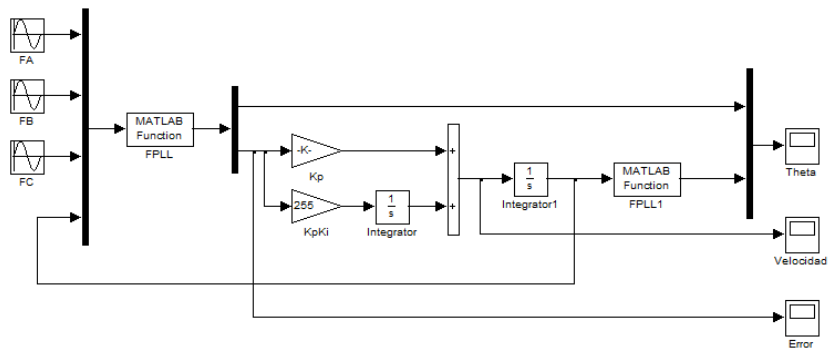 FA
FB
FC
MATLAB
Function
FPLL
-K-
Kp
255
KpKi
1
s
Integrator
+
+
1
s
Integrator1
MATLAB
Function
FPLL1
Theta
Velocidad
Error